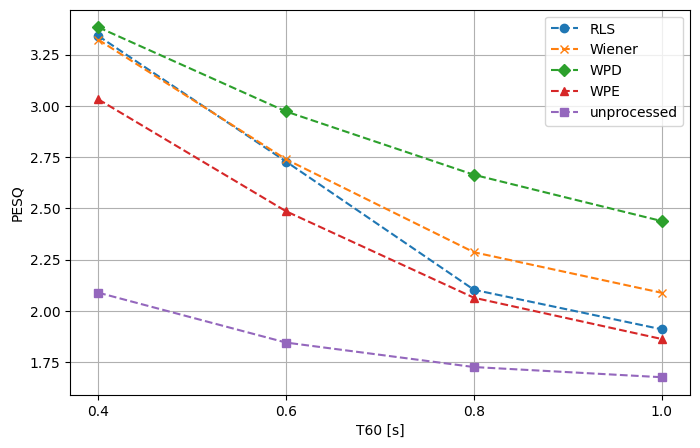 RLS
Wiener
WPD
WPE
unprocessed
PESQ
3.25
3.00
2.75
2.50
2.25
2.00
1.75
0.4 0.6 0.8 1.0
T60 [s]